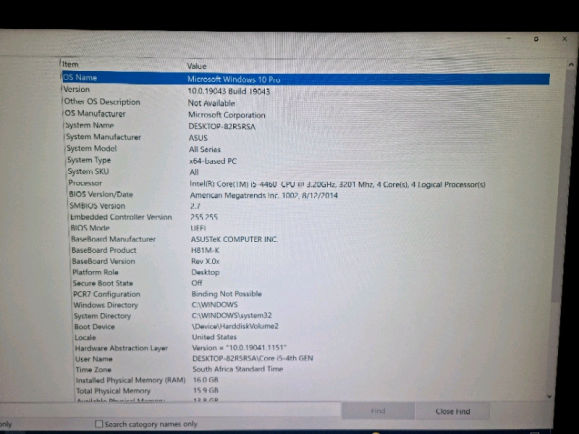 Item Value
OS Name Microsoft Windows 10 Pro
Version 10.0.19043 Build 19043
Other OS Description Not Available
OS Manufacturer Microsoft Corporation
System Name DESKTOP-82R5RSA
System Manufacturer ASUS
System Model All Series
System Type x64-based PC
System SKU All
Processor Intel(R) Core(TM) i5-4460 CPU @ 3.20GHz, 3201 Mhz, 4 Core(s), 4 Logical Processor(s)
BIOS Version/Date American Megatrends Inc. 1002, 8/12/2014
SMBIOS Version 2.7
Embedded Controller Version 255.255
BIOS Mode UEFI
BaseBoard Manufacturer ASUSTeK COMPUTER INC.
BaseBoard Product H81M-K
BaseBoard Version Rev X.0x
Platform Role Desktop
Secure Boot State Off
PCR7 Configuration Binding Not Possible
Windows Directory C:\WINDOWS
System Directory C:\WINDOWS\system32
Boot Device \Device\HarddiskVolume2
Locale United States
Hardware Abstraction Layer Version = "10.0.19041.1151"
User Name DESKTOP-82R5RSA\Core i5-4th GEN
Time Zone South Africa Standard Time
Installed Physical Memory (RAM) 16.0 GB
Total Physical Memory 15.9 GB
Available Physical Memory 13.8 GB
Find Close Find
only Search category names only